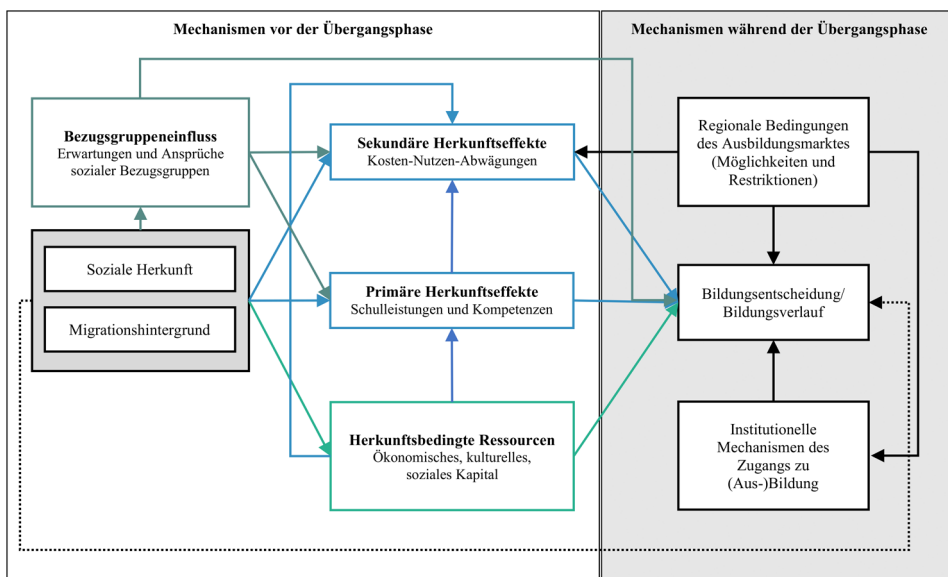 Mechanismen vor der Übergangsphase
Mechanismen während der Übergangsphase
Bezugsgruppeneinfluss
Erwartungen und Ansprüche
sozialer Bezugsgruppen
Sekundäre Herkunftseffekte
Kosten-Nutzen-Abwägungen
Regionale Bedingungen
des Ausbildungsmarktes
(Möglichkeiten und
Restriktionen)
Soziale Herkunft
Migrationshintergrund
Primäre Herkunftseffekte
Schulleistungen und Kompetenzen
Bildungsentscheidung/
Bildungsverlauf
Herkunftsbedingte Ressourcen
Ökonomisches, kulturelles,
soziales Kapital
Institutionelle
Mechanismen des
Zugangs zu
(Aus-)Bildung